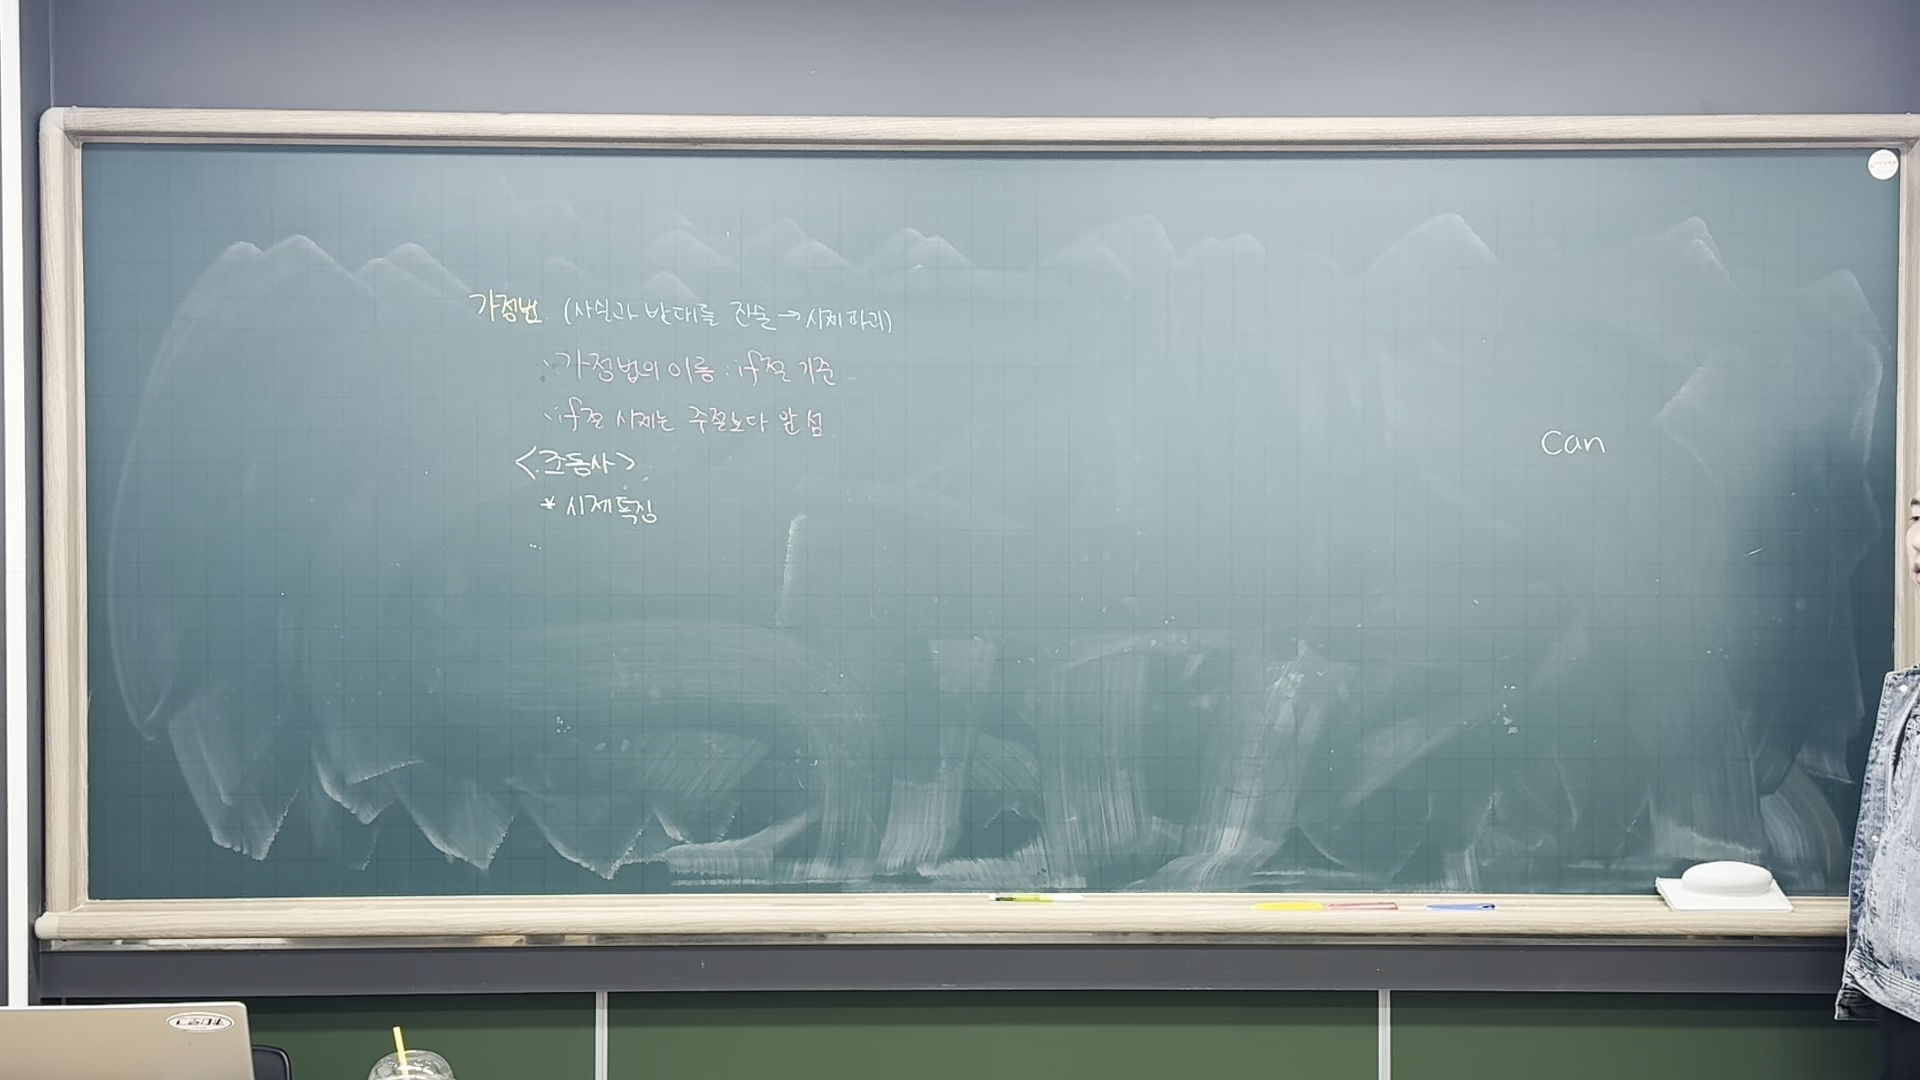 가정법 (사실과 반대를 진술 → 시제파괴)
· 가정법의 이름 : if절 기준
· if절 시제는 주절보다 앞섬
<조동사>
* 시제특징
Can